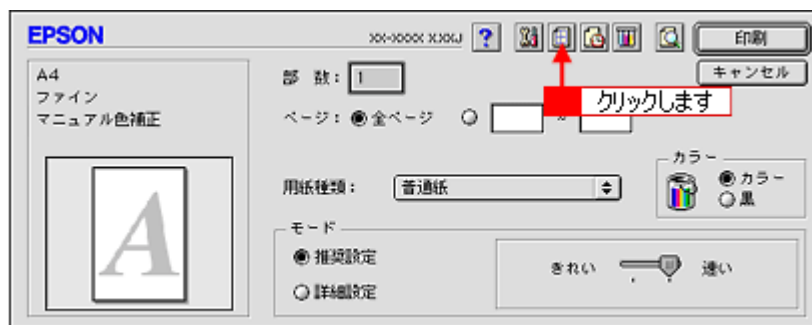 EPSON
XX-XXXX XXXJ
?
印刷
キャンセル
A4
ファイン
マニュアル色補正
A
部 数: 1
ページ: 全ページ ~
クリックします
用紙種類: 普通紙
カラー
カラー
黒
モード
推奨設定
詳細設定
きれい 速い